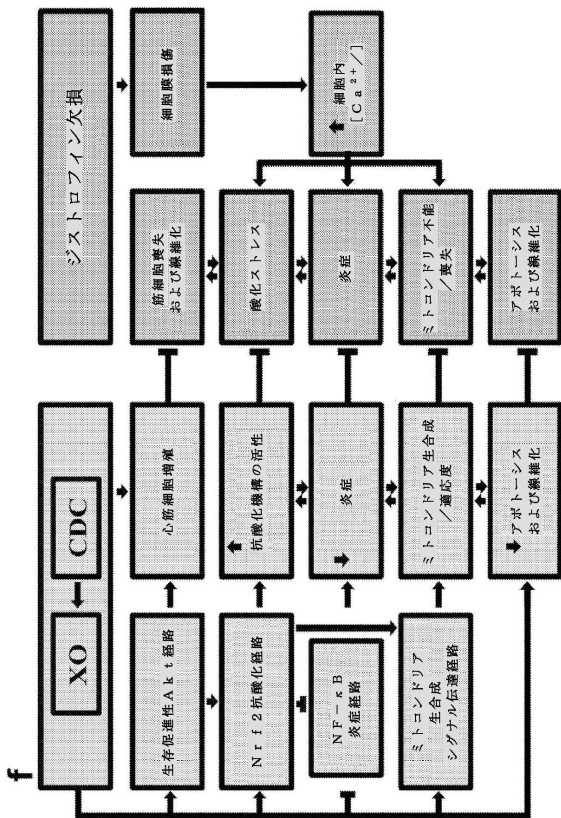 f
XO
CDC
ジストロフィン欠損
生存促進性Akt経路
心筋細胞増殖
筋細胞喪失
および線維化
細胞膜損傷
Nrf2抗酸化経路
抗酸化機構の活性
酸化ストレス
NF-κB
炎症経路
炎症
炎症
細胞内
[Ca²⁺/]
ミトコンドリア
生合成
シグナル伝達経路
ミトコンドリア生合成
/適応度
ミトコンドリア不能
/喪失
アポトーシス
および線維化
アポトーシス
および線維化